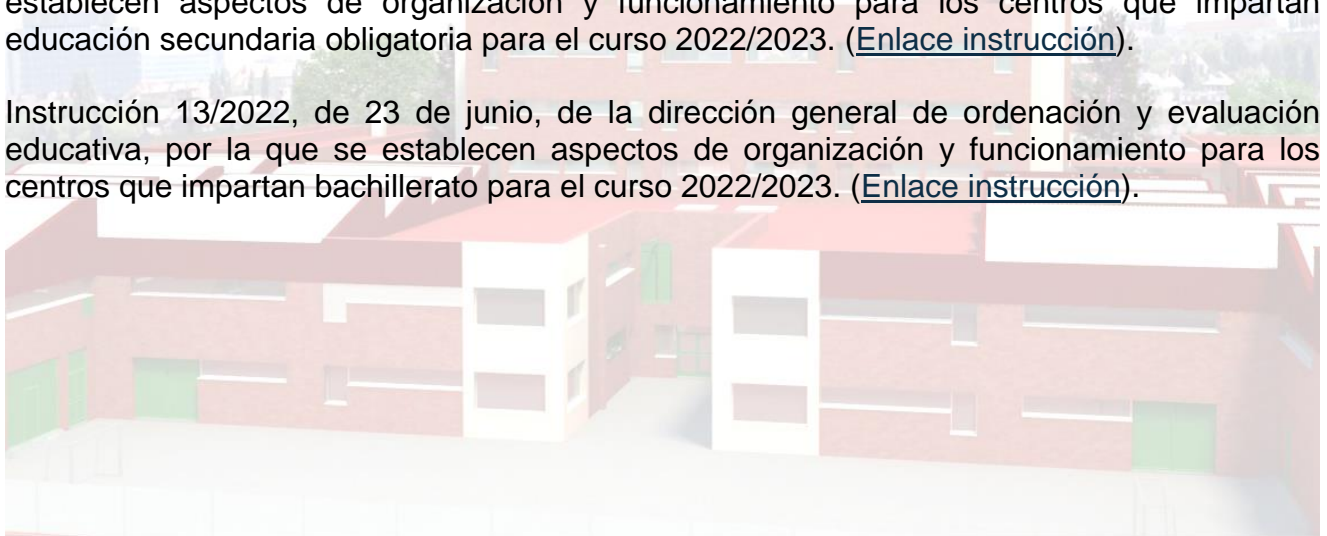 establecen aspectos de organización y funcionamiento para los centros que impartan
educación secundaria obligatoria para el curso 2022/2023. (Enlace instrucción).
Instrucción 13/2022, de 23 de junio, de la dirección general de ordenación y evaluación
educativa, por la que se establecen aspectos de organización y funcionamiento para los
centros que impartan bachillerato para el curso 2022/2023. (Enlace instrucción).